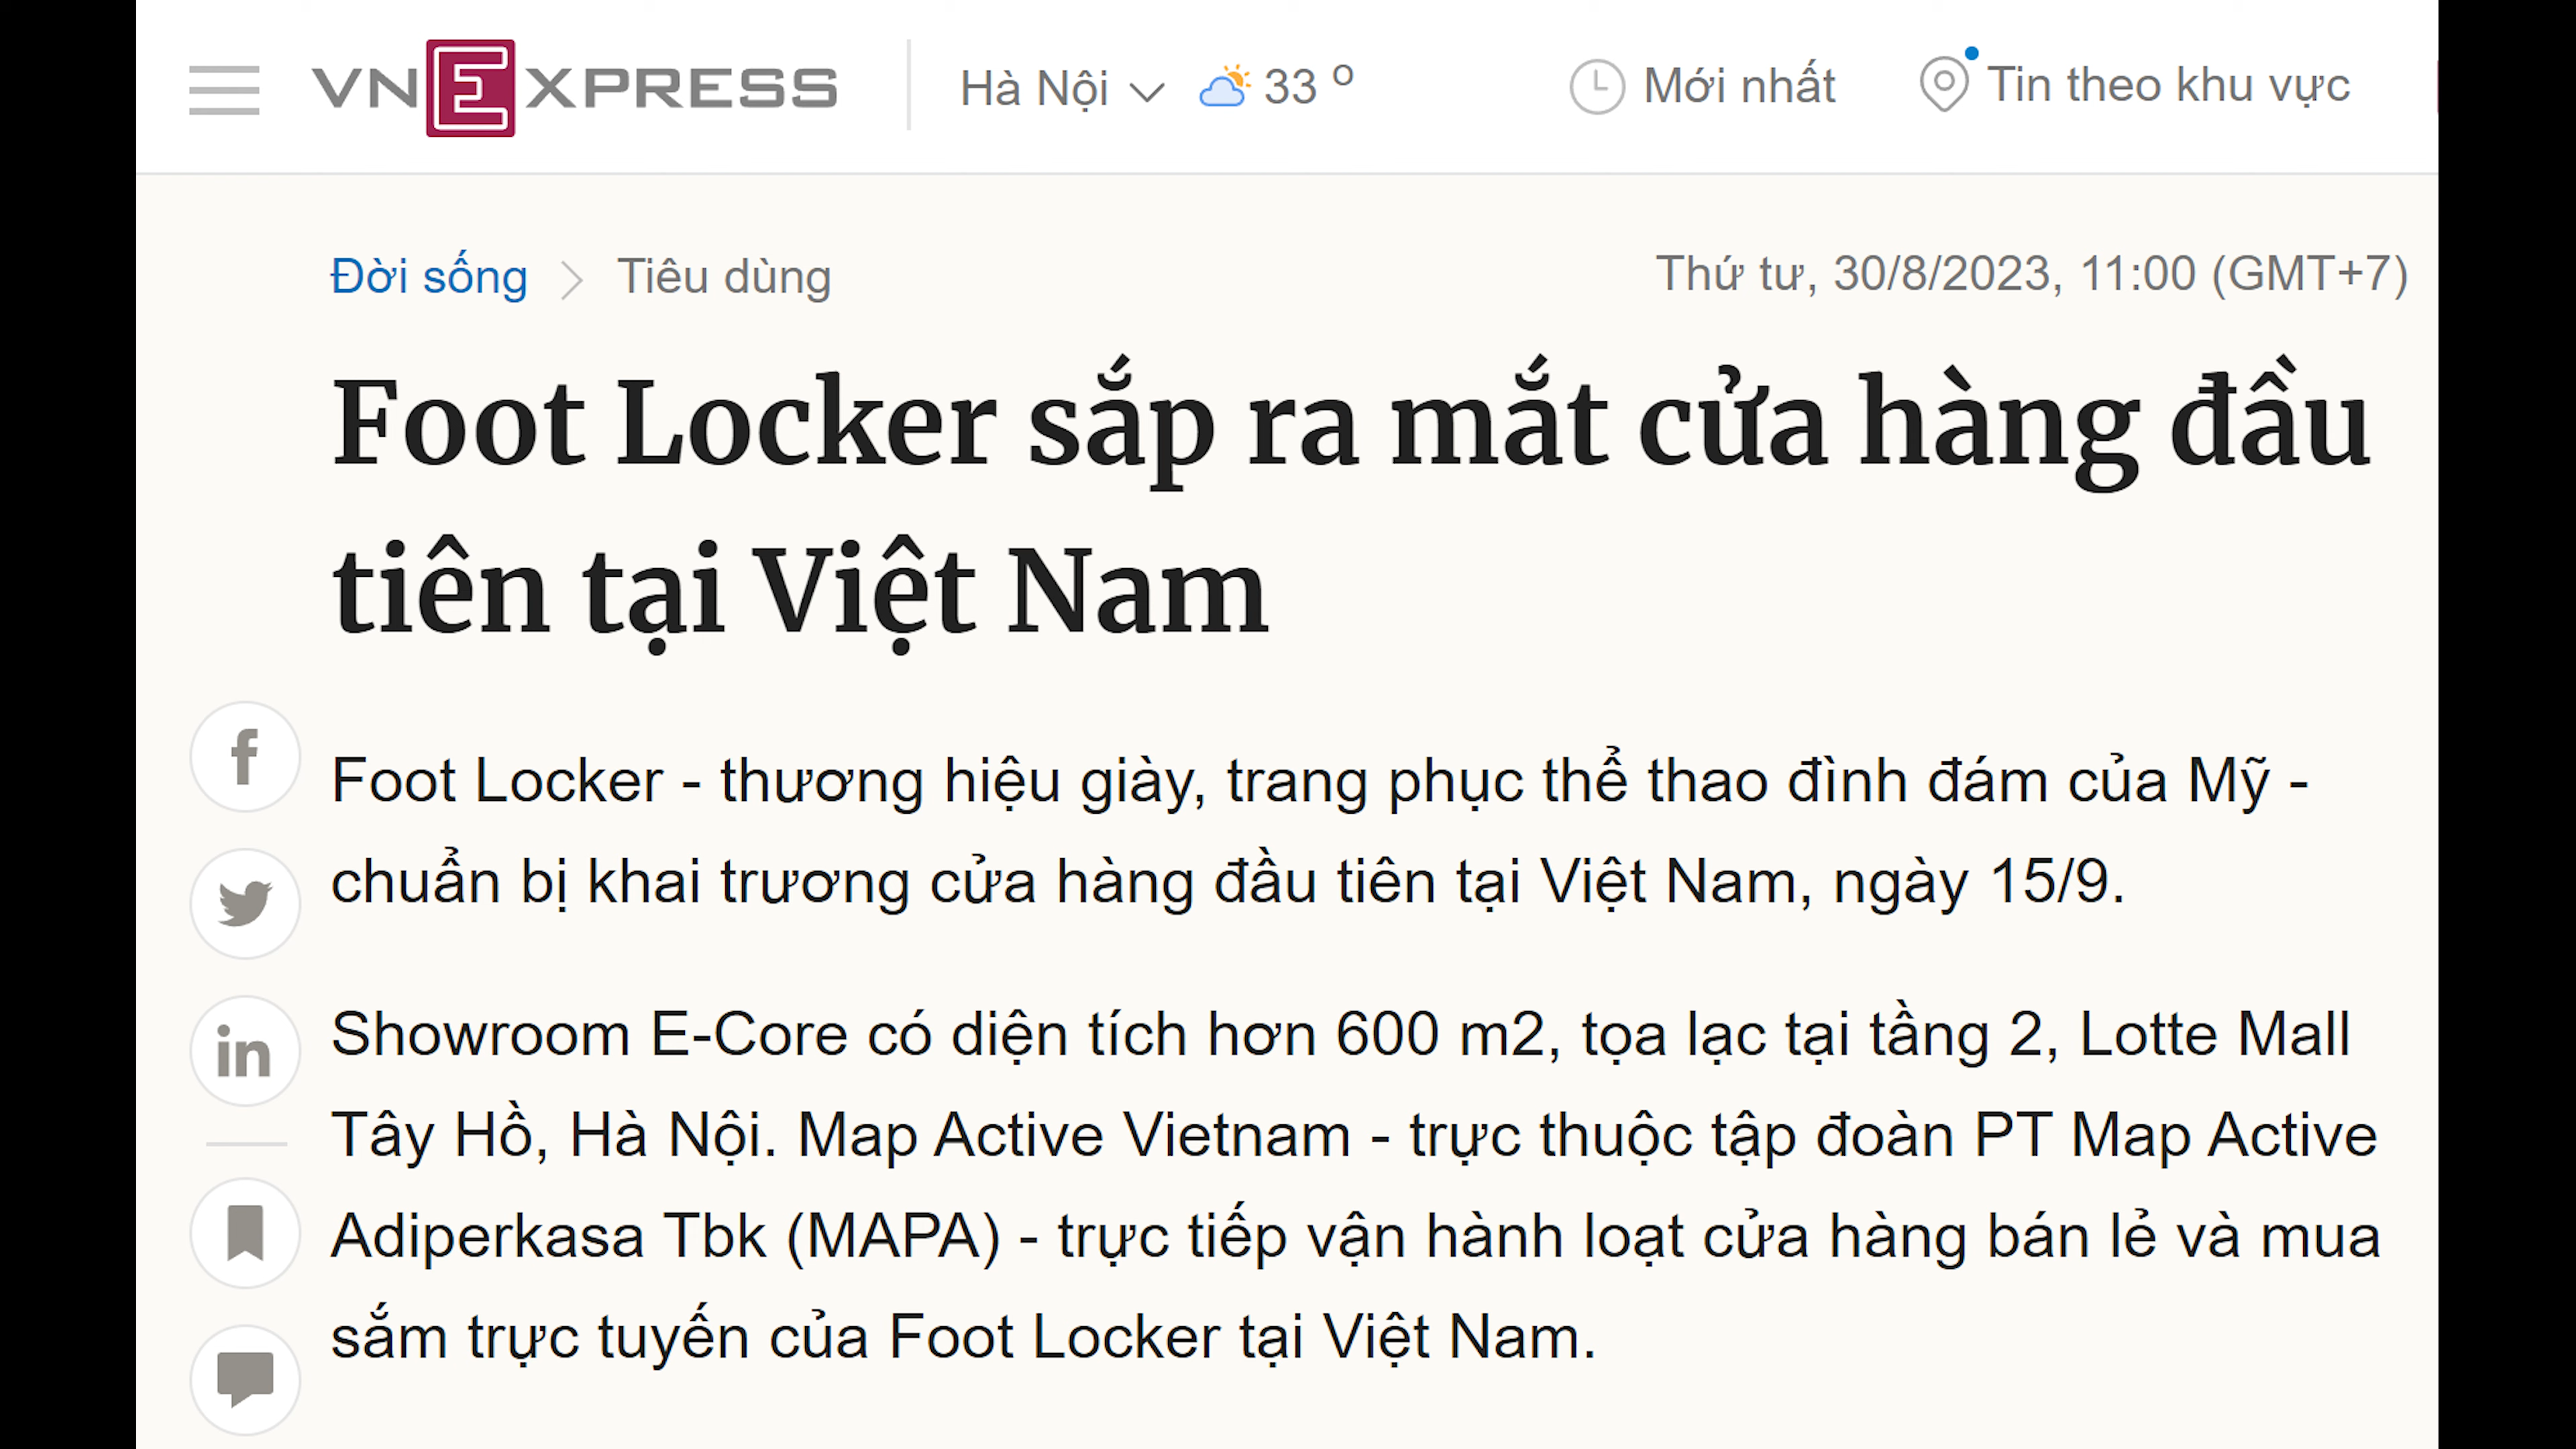 VNEXPRESS
Hà Nội 33 °
Mới nhất
Tin theo khu vực
Đời sống > Tiêu dùng
Thứ tư, 30/8/2023, 11:00 (GMT+7)
Foot Locker sắp ra mắt cửa hàng đầu
tiên tại Việt Nam
Foot Locker - thương hiệu giày, trang phục thể thao đình đám của Mỹ -
chuẩn bị khai trương cửa hàng đầu tiên tại Việt Nam, ngày 15/9.
Showroom E-Core có diện tích hơn 600 m2, tọa lạc tại tầng 2, Lotte Mall
Tây Hồ, Hà Nội. Map Active Vietnam - trực thuộc tập đoàn PT Map Active
Adiperkasa Tbk (MAPA) - trực tiếp vận hành loạt cửa hàng bán lẻ và mua
sắm trực tuyến của Foot Locker tại Việt Nam.